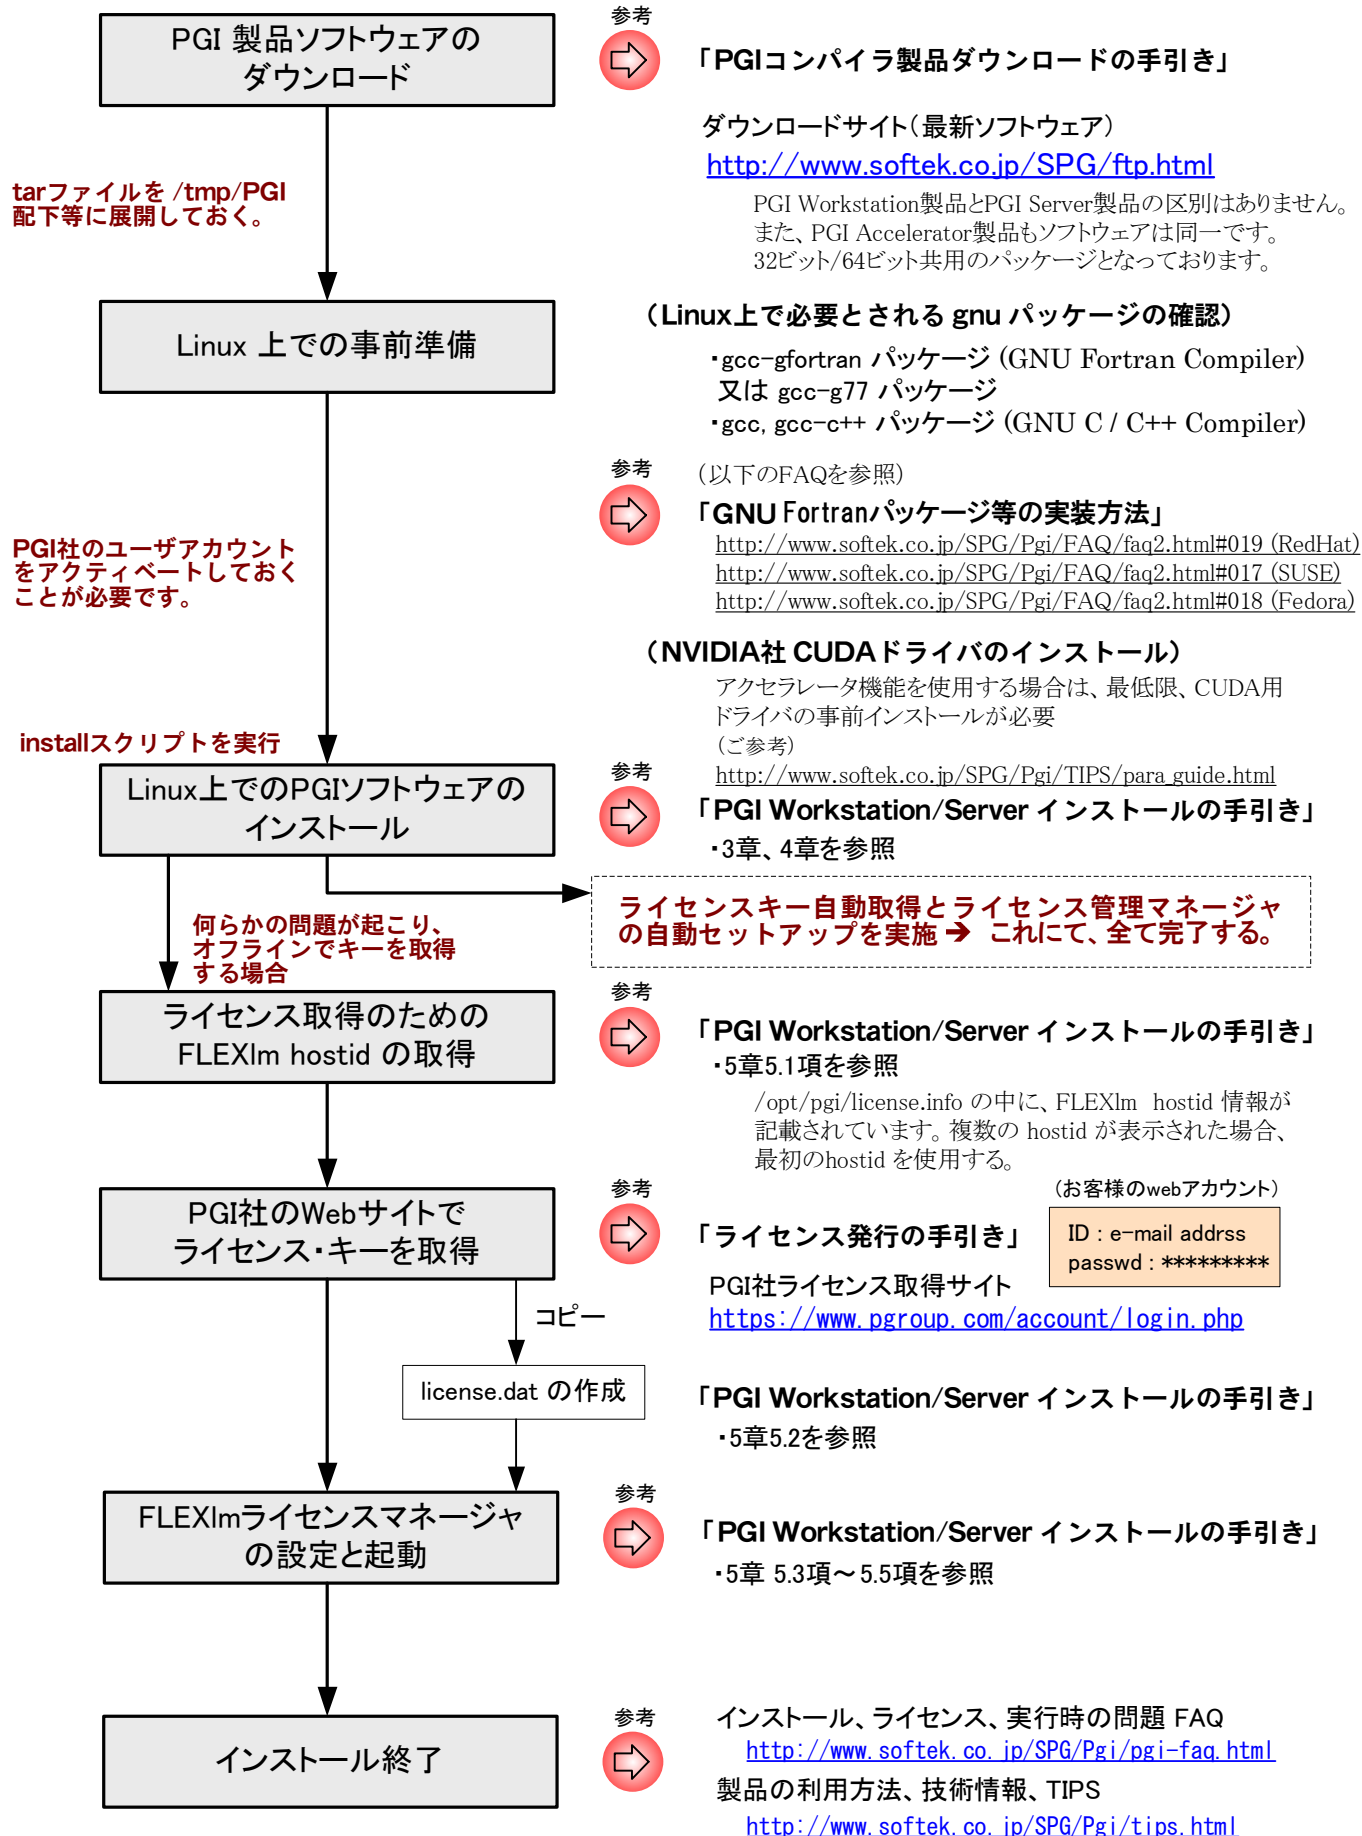 PGI 製品ソフトウェアの
ダウンロード
参考
「PGIコンパイラ製品ダウンロードの手引き」
ダウンロードサイト(最新ソフトウェア)
http://www.softek.co.jp/SPG/ftp.html
PGI Workstation製品とPGI Server製品の区別はありません。
また、PGI Accelerator製品もソフトウェアは同一です。
32ビット/64ビット共用のパッケージとなっております。
tarファイルを /tmp/PGI
配下等に展開しておく。
Linux 上での事前準備
(Linux上で必要とされる gnu パッケージの確認)
・gcc-gfortran パッケージ (GNU Fortran Compiler)
又は gcc-g77 パッケージ
・gcc, gcc-c++ パッケージ (GNU C / C++ Compiler)
参考
(以下のFAQを参照)
「GNU Fortranパッケージ等の実装方法」
http://www.softek.co.jp/SPG/Pgi/FAQ/faq2.html#019 (RedHat)
http://www.softek.co.jp/SPG/Pgi/FAQ/faq2.html#017 (SUSE)
http://www.softek.co.jp/SPG/Pgi/FAQ/faq2.html#018 (Fedora)
PGI社のユーザアカウント
をアクティベートしておく
ことが必要です。
(NVIDIA社 CUDAドライバのインストール)
アクセラレータ機能を使用する場合は、最低限、CUDA用
ドライバの事前インストールが必要
(ご参考)
http://www.softek.co.jp/SPG/Pgi/TIPS/para_guide.html
installスクリプトを実行
Linux上でのPGIソフトウェアの
インストール
参考
「PGI Workstation/Server インストールの手引き」
・3章、4章を参照
ライセンスキー自動取得とライセンス管理マネージャ
の自動セットアップを実施 ➔ これにて、全て完了する。
何らかの問題が起こり、
オフラインでキーを取得
する場合
ライセンス取得のための
FLEXlm hostid の取得
参考
「PGI Workstation/Server インストールの手引き」
・5章5.1項を参照
/opt/pgi/license.info の中に、FLEXlm hostid 情報が
記載されています。複数の hostid が表示された場合、
最初のhostid を使用する。
PGI社のWebサイトで
ライセンス・キーを取得
参考
「ライセンス発行の手引き」
(お客様のwebアカウント)
ID : e-mail addrss
passwd : *********
PGI社ライセンス取得サイト
https://www.pgroup.com/account/login.php
コピー
license.dat の作成
「PGI Workstation/Server インストールの手引き」
・5章5.2を参照
FLEXlmライセンスマネージャ
の設定と起動
参考
「PGI Workstation/Server インストールの手引き」
・5章 5.3項～5.5項を参照
インストール終了
参考
インストール、ライセンス、実行時の問題 FAQ
http://www.softek.co.jp/SPG/Pgi/pgi-faq.html
製品の利用方法、技術情報、TIPS
http://www.softek.co.jp/SPG/Pgi/tips.html